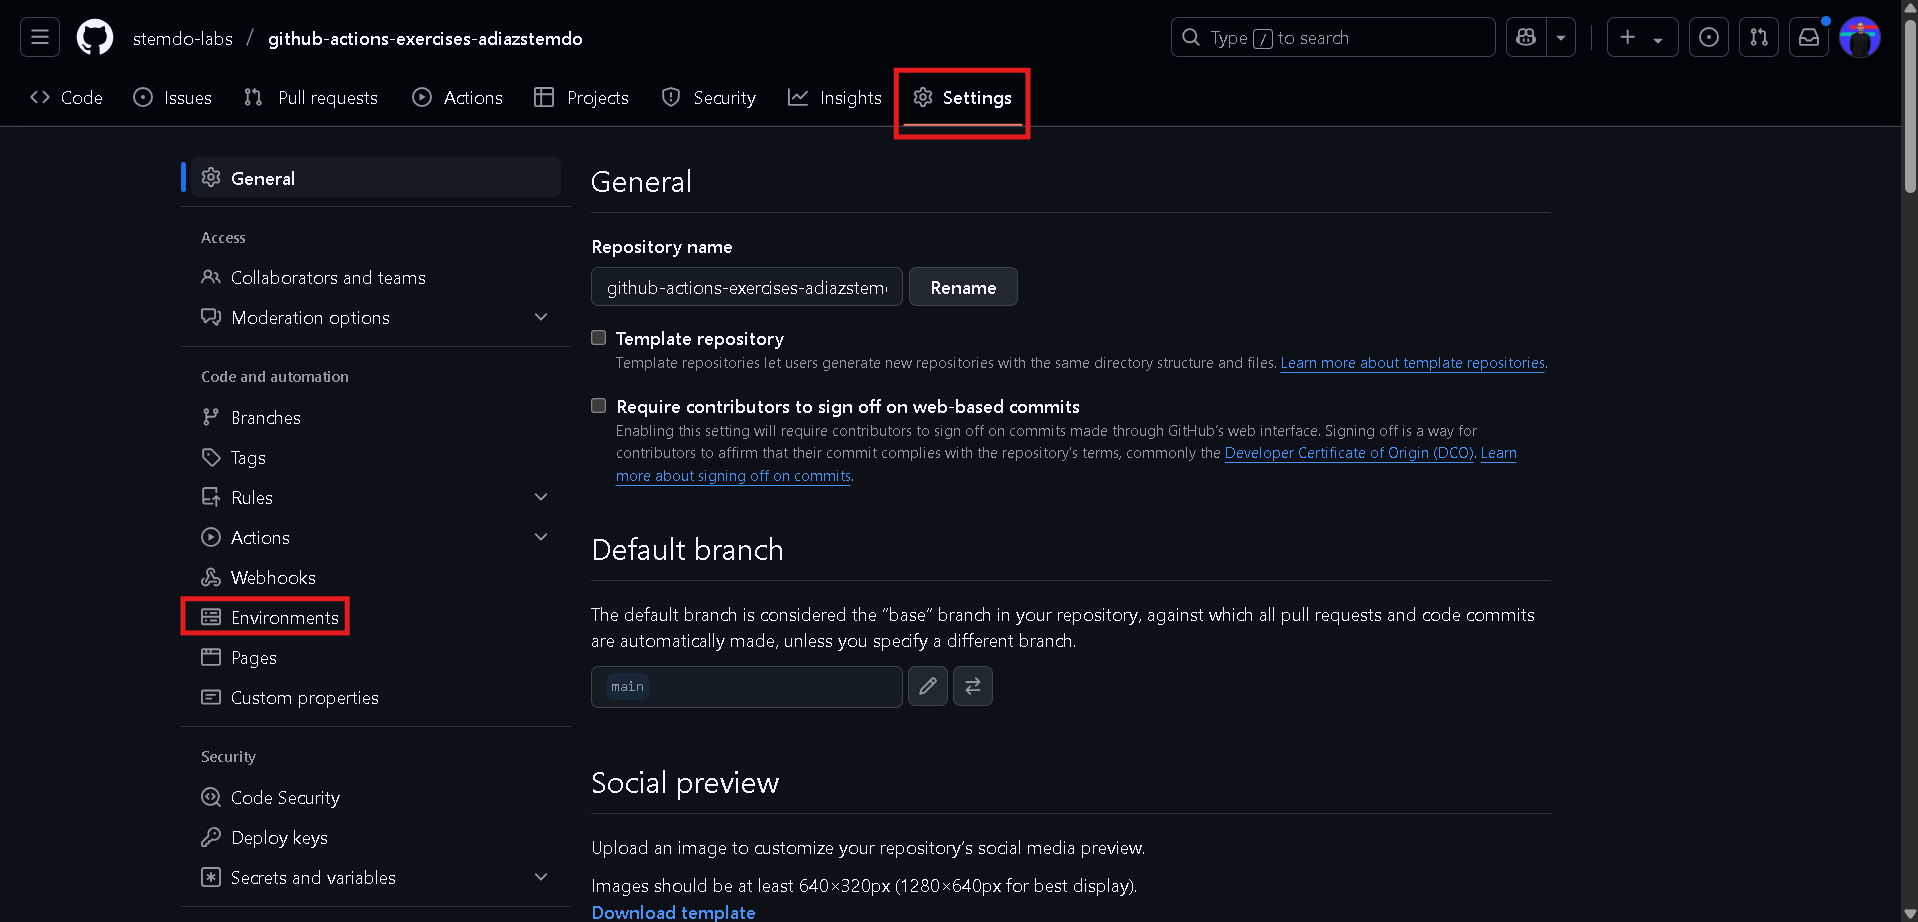 stemdo-labs / github-actions-exercises-adiazstemdo
Type / to search
Code Issues Pull requests Actions Projects Security Insights Settings
General
Access
Collaborators and teams
Moderation options
Code and automation
Branches
Tags
Rules
Actions
Webhooks
Environments
Pages
Custom properties
Security
Code Security
Deploy keys
Secrets and variables
General
Repository name
github-actions-exercises-adiazstem
Rename
Template repository
Template repositories let users generate new repositories with the same directory structure and files. Learn more about template repositories.
Require contributors to sign off on web-based commits
Enabling this setting will require contributors to sign off on commits made through GitHub's web interface. Signing off is a way for
contributors to affirm that their commit complies with the repository's terms, commonly the Developer Certificate of Origin (DCO). Learn
more about signing off on commits.
Default branch
The default branch is considered the "base" branch in your repository, against which all pull requests and code commits
are automatically made, unless you specify a different branch.
main
Social preview
Upload an image to customize your repository's social media preview.
Images should be at least 640×320px (1280×640px for best display).
Download template